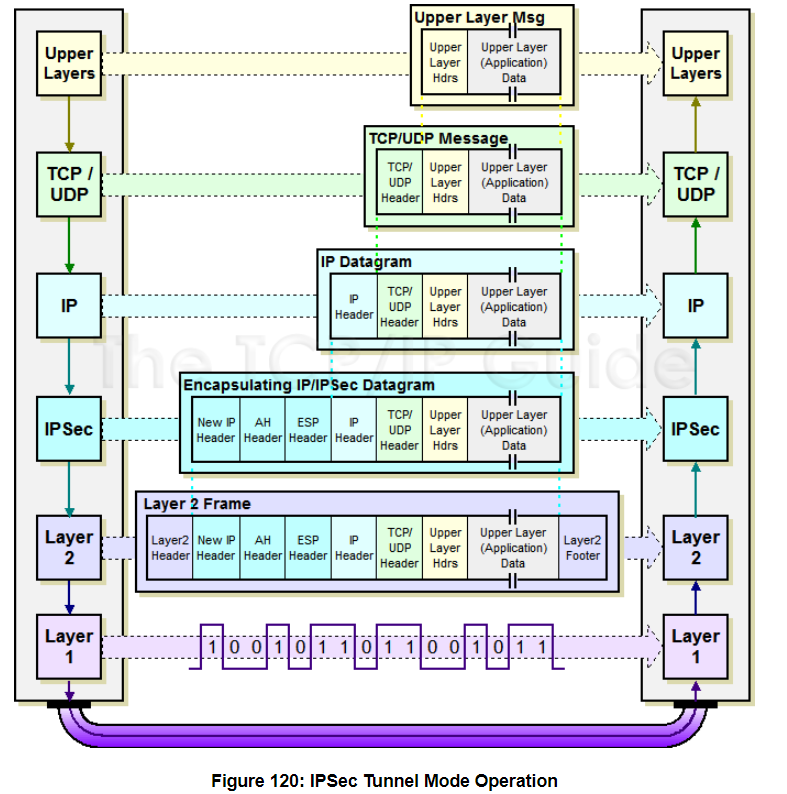 Upper Layer Msg
Upper
Layers
Upper
Layer
Hdrs
Upper Layer
(Application)
Data
Upper
Layers
TCP/UDP Message
TCP /
UDP
TCP/
UDP
Header
Upper
Layer
Hdrs
Upper Layer
(Application)
Data
TCP /
UDP
IP Datagram
IP
IP
Header
TCP/
UDP
Header
Upper
Layer
Hdrs
Upper Layer
(Application)
Data
IP
The TCP/IP Guide
Encapsulating IP/IPSec Datagram
IPSec
New IP
Header
AH
Header
ESP
Header
IP
Header
TCP/
UDP
Header
Upper
Layer
Hdrs
Upper Layer
(Application)
Data
IPSec
Layer 2 Frame
Layer
2
Layer2
Header
New IP
Header
AH
Header
ESP
Header
IP
Header
TCP/
UDP
Header
Upper
Layer
Hdrs
Upper Layer
(Application)
Data
Layer2
Footer
Layer
2
Layer
1
1 0 0 1 0 1 1 0 1 1 0 0 1 0 1 1
Layer
1
Figure 120: IPSec Tunnel Mode Operation